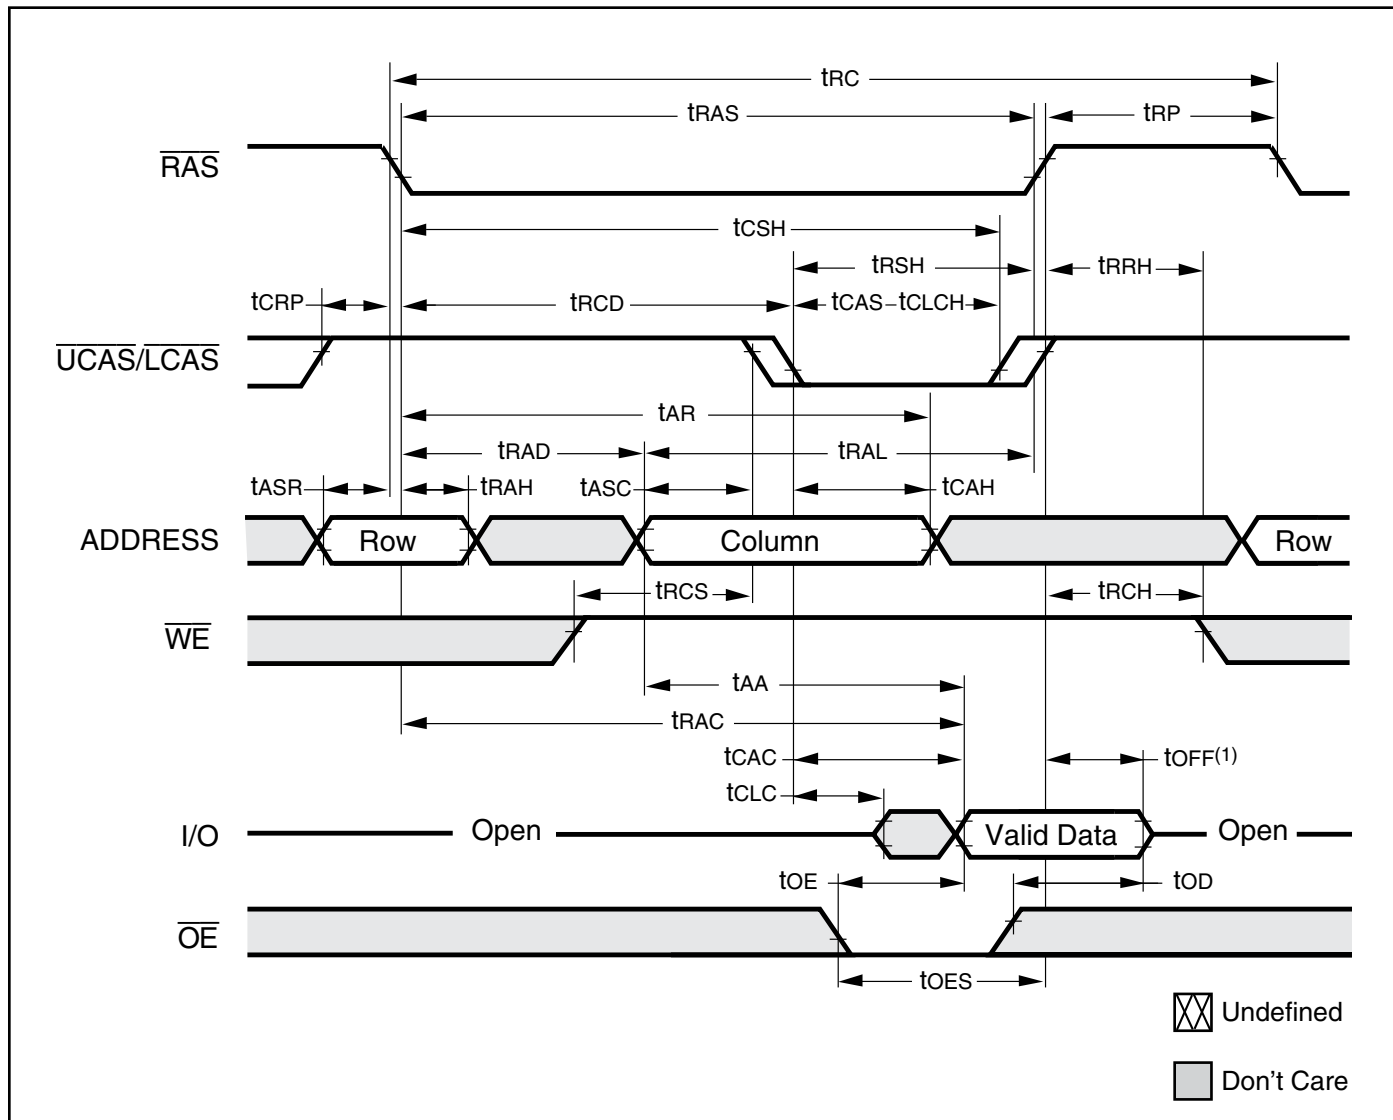 tRC
tRAS
tRP
RAS
tCSH
tRSH
tRRH
tCRP
tRCD
tCAS tCLCH
UCAS/LCAS
tAR
tRAD
tRAL
tASR
tRAH
tASC
tCAH
ADDRESS
Row
Column
Row
tRCS
tRCH
WE
tAA
tRAC
tCAC
tOFF(1)
tCLC
I/O
Open
Valid Data
Open
tOE
tOD
OE
tOES
Undefined
Don't Care